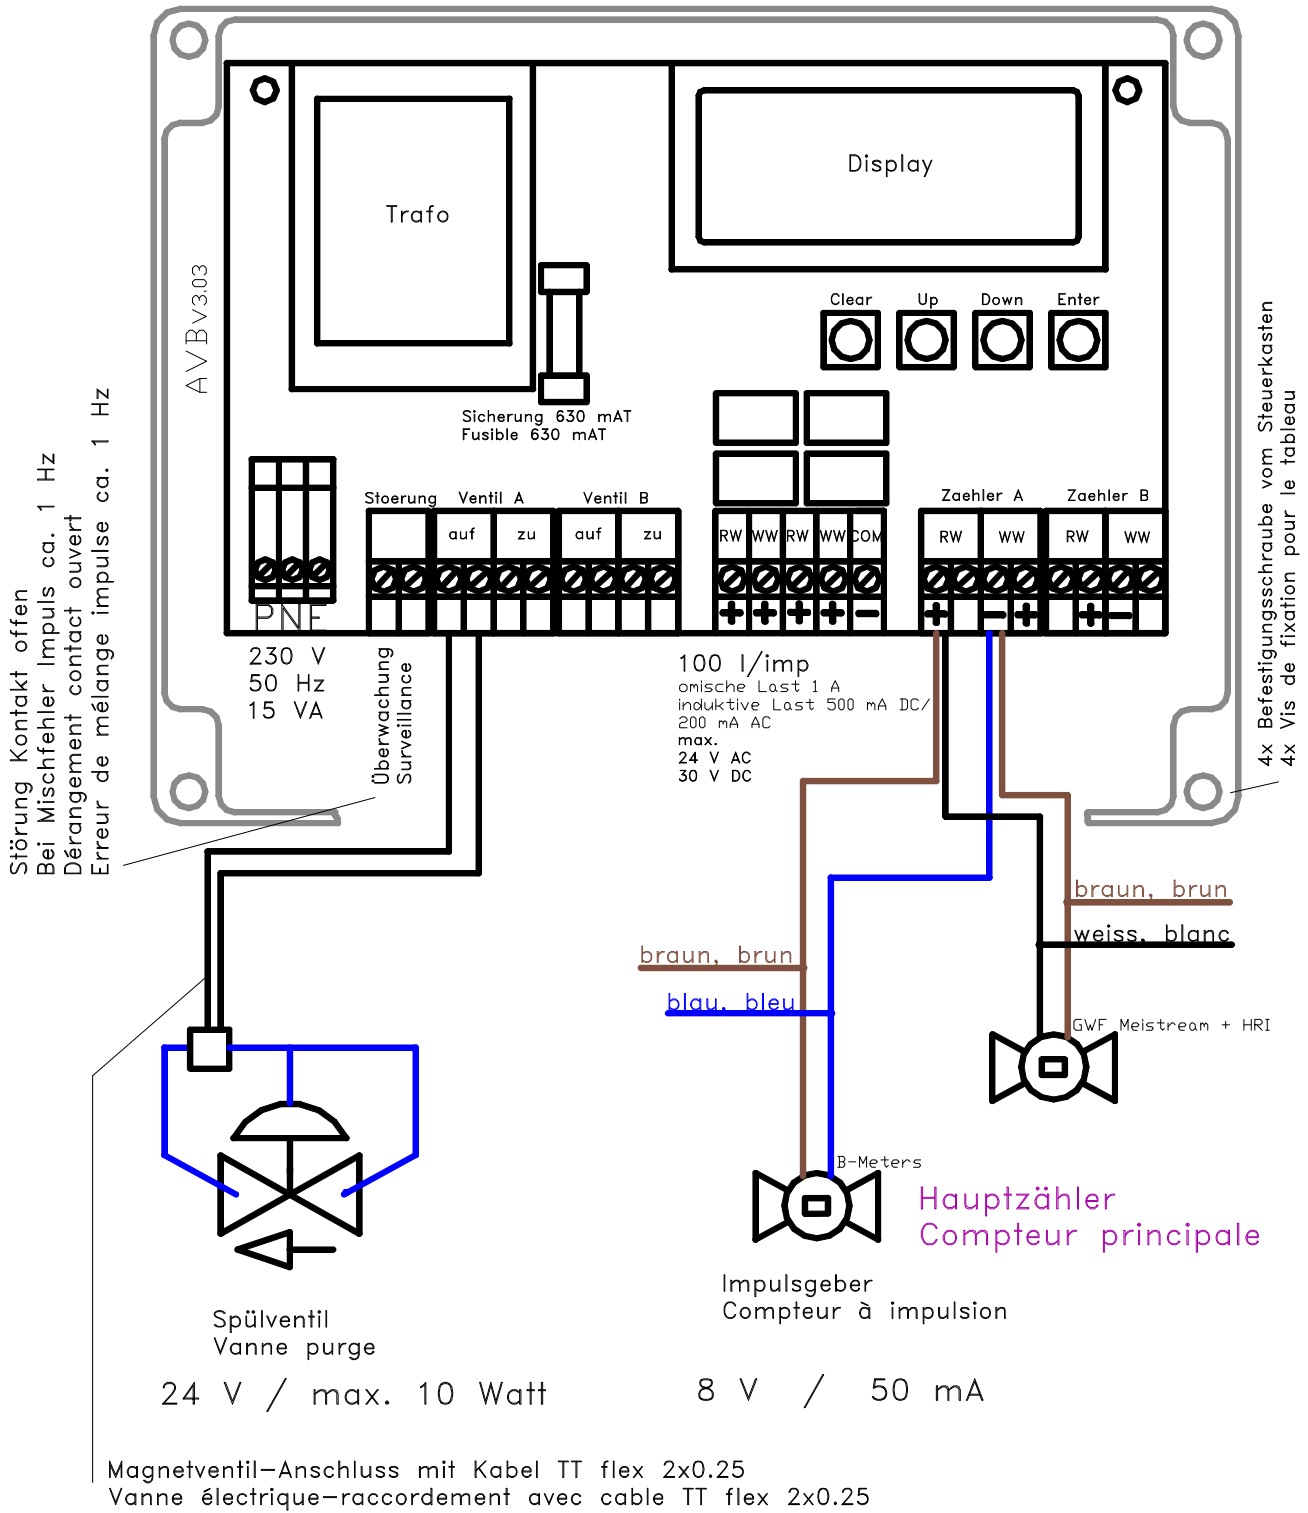 Display
Trafo
AVBv3.03
Clear
Up
Down
Enter
Sicherung 630 mAT
Fusible 630 mAT
Stoerung
Ventil A
Ventil B
Zaehler A
Zaehler B
auf
zu
auf
zu
RW
WW
RW
WW
COM
RW
WW
RW
WW
+ + + + −
+ − + + −
PNE
230 V
50 Hz
15 VA
Überwachung
Surveillance
100 l/imp
omische Last 1 A
induktive Last 500 mA DC/
200 mA AC
max.
24 V AC
30 V DC
Störung Kontakt offen
Bei Mischfehler Impuls ca. 1 Hz
Dérangement contact ouvert
Erreur de mélange impulse ca. 1 Hz
4x Befestigungsschraube vom Steuerkasten
4x Vis de fixation pour le tableau
braun, brun
weiss, blanc
braun, brun
blau, bleu
GWF Meistream + HRI
B-Meters
Hauptzähler
Compteur principale
Impulsgeber
Compteur à impulsion
Spülventil
Vanne purge
24 V / max. 10 Watt
8 V / 50 mA
Magnetventil-Anschluss mit Kabel TT flex 2x0.25
Vanne électrique-raccordement avec cable TT flex 2x0.25